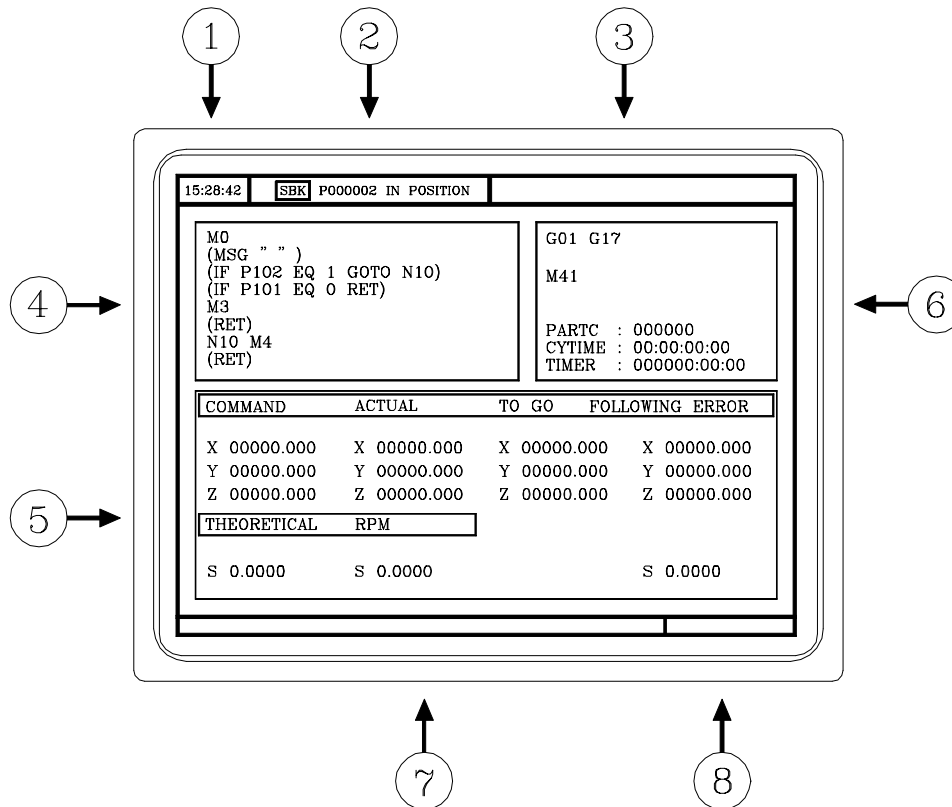 1 2 3
15:28:42 SBK P000002 IN POSITION
M0
(MSG " " )
(IF P102 EQ 1 GOTO N10)
(IF P101 EQ 0 RET)
M3
(RET)
N10 M4
(RET)
G01 G17
M41
PARTC : 000000
CYTIME : 00:00:00:00
TIMER : 000000:00:00
4
6
COMMAND ACTUAL TO GO FOLLOWING ERROR
X 00000.000 X 00000.000 X 00000.000 X 00000.000
Y 00000.000 Y 00000.000 Y 00000.000 Y 00000.000
Z 00000.000 Z 00000.000 Z 00000.000 Z 00000.000
5
THEORETICAL RPM
S 0.0000 S 0.0000 S 0.0000
7 8